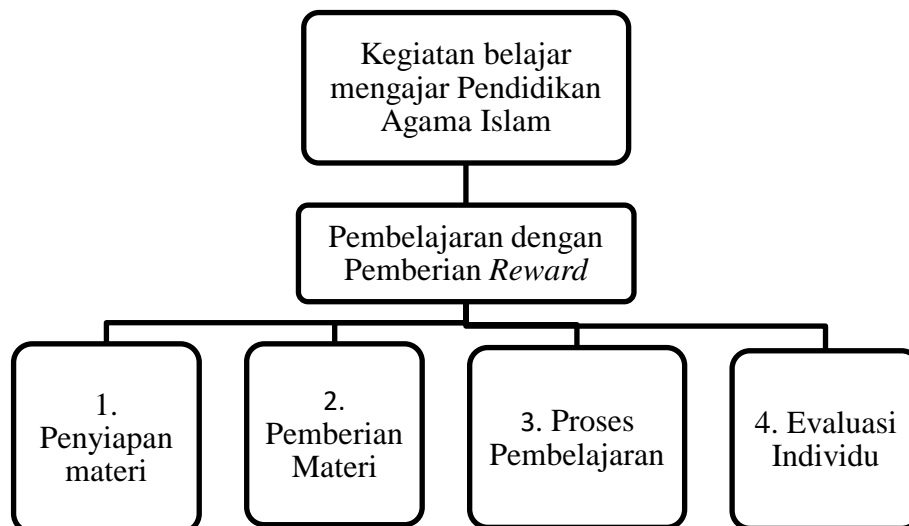 Kegiatan belajar
mengajar Pendidikan
Agama Islam
Pembelajaran dengan
Pemberian Reward
1.
Penyiapan
materi
2.
Pemberian
Materi
3. Proses
Pembelajaran
4. Evaluasi
Individu